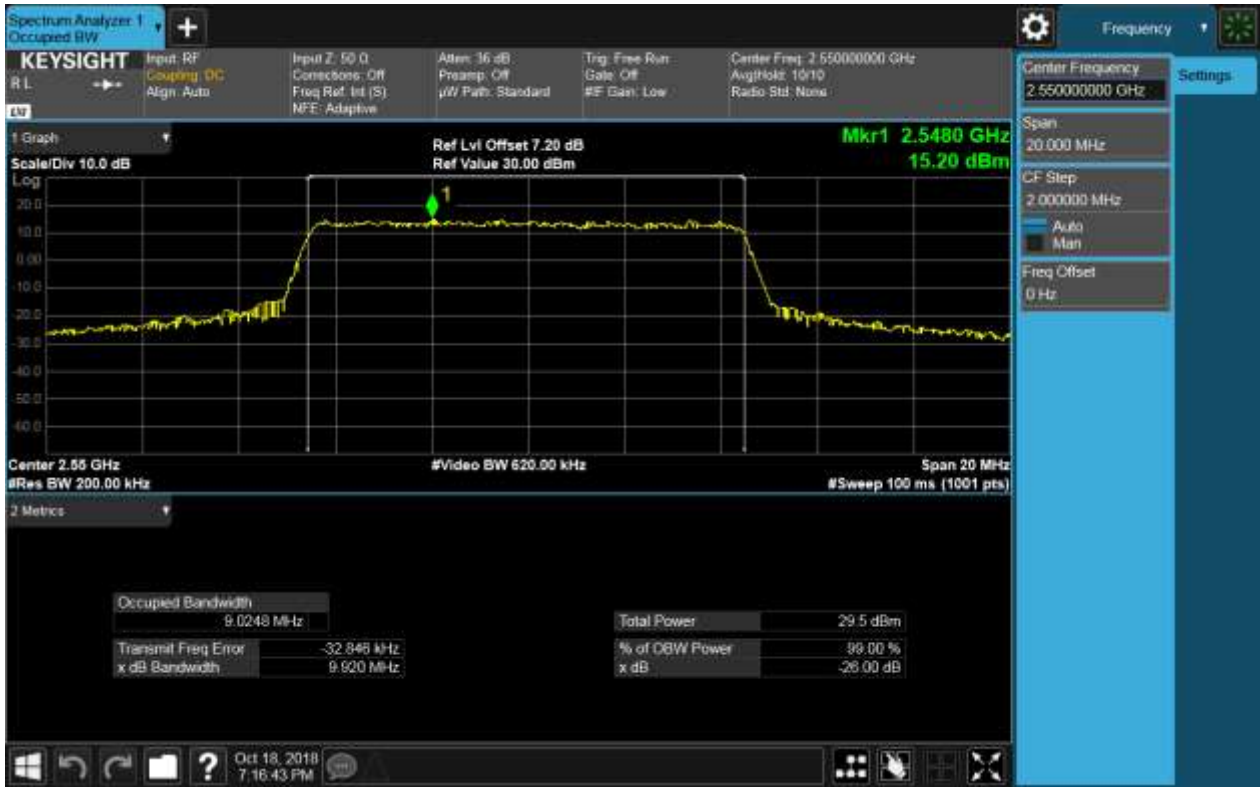 Spectrum Analyzer 1
Occupied BW
+
Frequency
KEYSIGHT
R L
Input: RF
Coupling: DC
Align: Auto
Input Z: 50 Ω
Corrections: Off
Freq Ref: Int (S)
NFE: Adaptive
Atten: 36 dB
Preamp: Off
µW Path: Standard
Trig: Free Run
Gate: Off
#IF Gain: Low
Center Freq: 2.550000000 GHz
Avg|Hold: 10/10
Radio Std: None
1 Graph
Scale/Div 10.0 dB
Log
Ref Lvl Offset 7.20 dB
Ref Value 30.00 dBm
Mkr1 2.5480 GHz
15.20 dBm
1
20.0
10.0
0.00
-10.0
-20.0
-30.0
-40.0
-50.0
-60.0
Center 2.55 GHz
#Res BW 200.00 kHz
#Video BW 620.00 kHz
Span 20 MHz
#Sweep 100 ms (1001 pts)
2 Metrics
Occupied Bandwidth
9.0248 MHz
Transmit Freq Error -32.846 kHz
x dB Bandwidth 9.920 MHz
Total Power 29.5 dBm
% of OBW Power 99.00 %
x dB -26.00 dB
Center Frequency
2.550000000 GHz
Settings
Span
20.000 MHz
CF Step
2.000000 MHz
Auto
Man
Freq Offset
0 Hz
?
Oct 18, 2018
7:16:43 PM